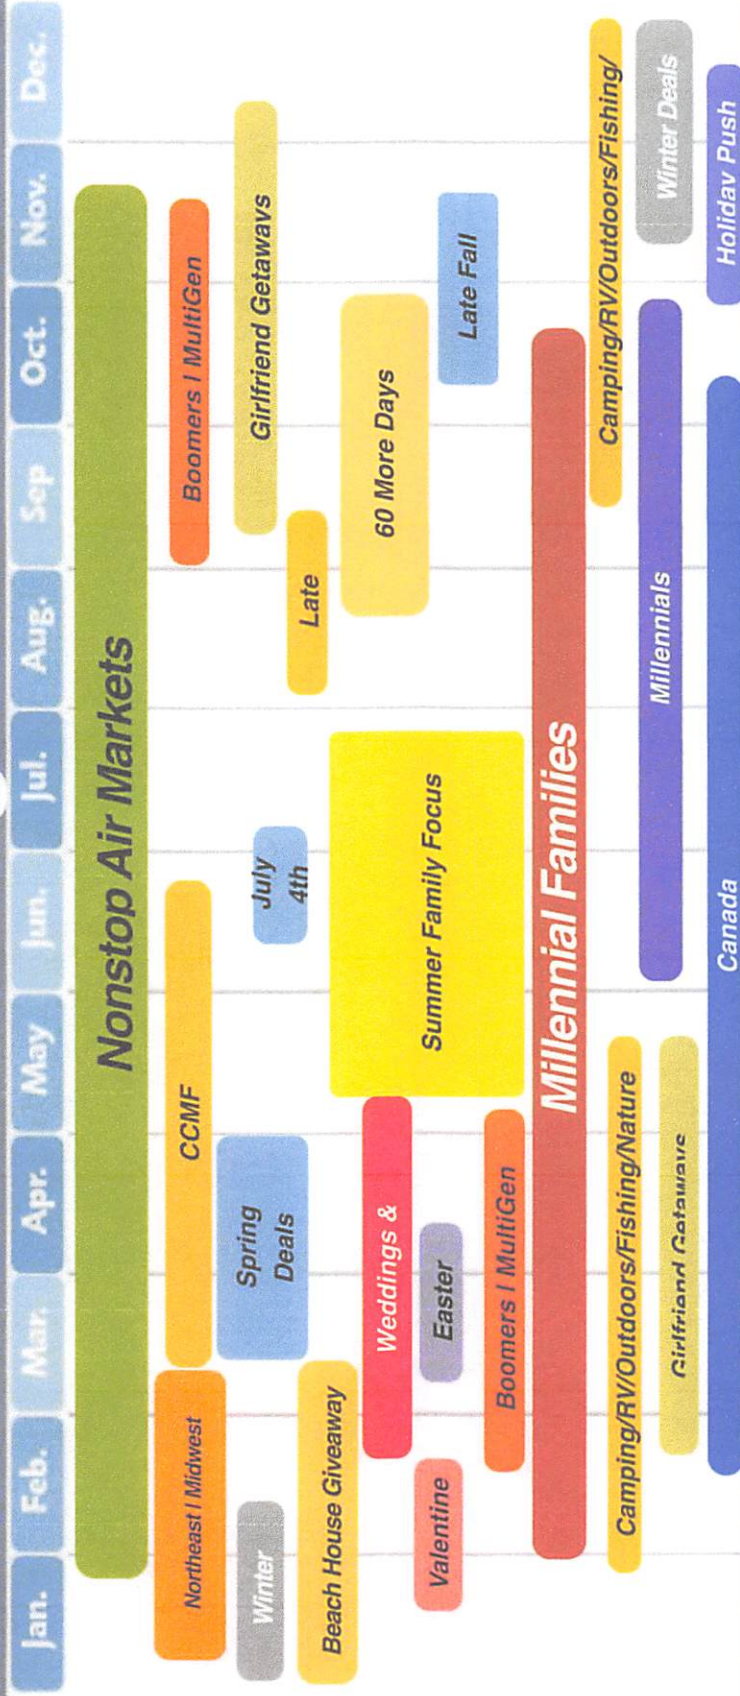 Jan.
Feb.
Mar.
Apr.
May
Jun.
Jul.
Aug.
Sep
Oct.
Nov.
Dec.
Nonstop Air Markets
Northeast | Midwest
CCMF
Boomers | MultiGen
Winter
Spring
Deals
July
4th
Girlfriend Getaways
Beach House Giveaway
Late
Summer Family Focus
60 More Days
Weddings &
Valentine
Easter
Late Fall
Boomers | MultiGen
Millennial Families
Camping/RV/Outdoors/Fishing/Nature
Camping/RV/Outdoors/Fishing/
Girlfriend Getaways
Millennials
Winter Deals
Canada
Holiday Push